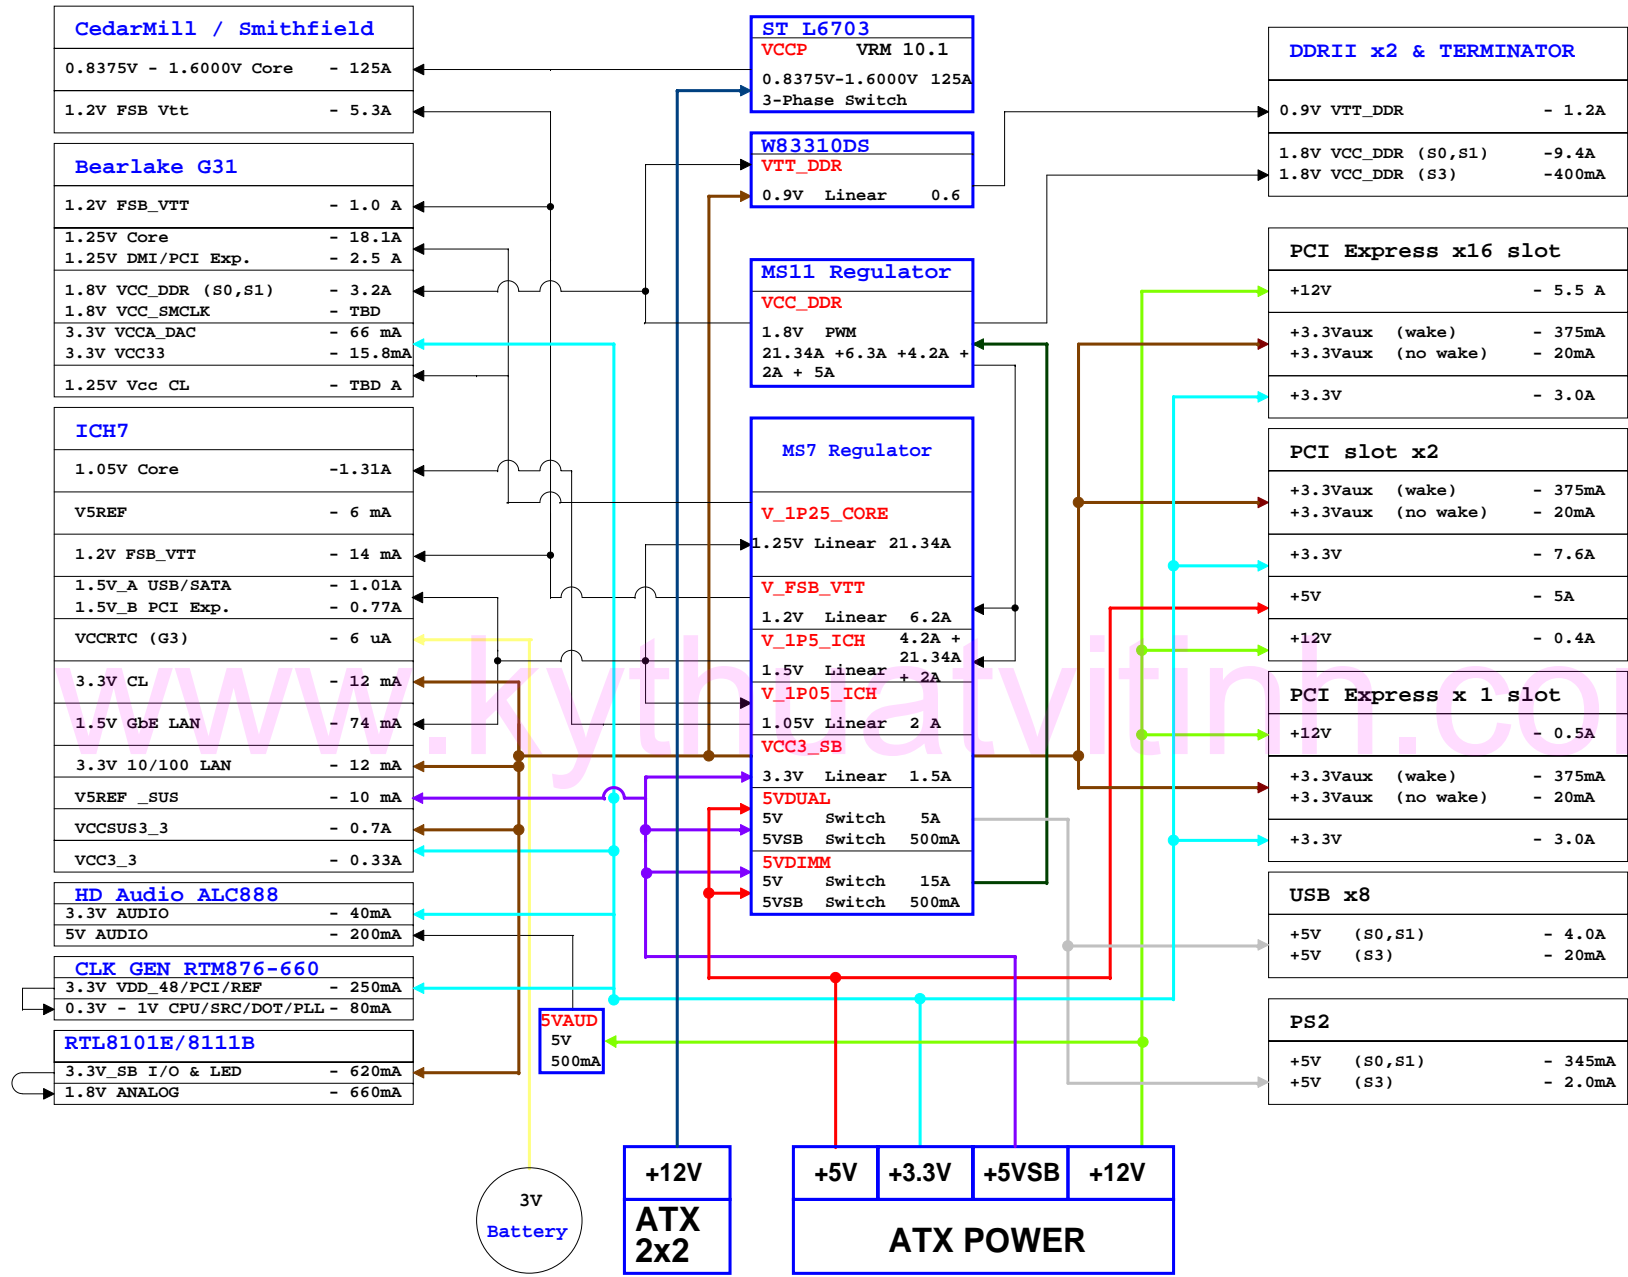 CedarMill / Smithfield
0.8375V - 1.6000V Core - 125A
1.2V FSB Vtt - 5.3A
Bearlake G31
1.2V FSB_VTT - 1.0 A
1.25V Core - 18.1A
1.25V DMI/PCI Exp. - 2.5 A
1.8V VCC_DDR (S0,S1) - 3.2A
1.8V VCC_SMCLK - TBD
3.3V VCCA_DAC - 66 mA
3.3V VCC33 - 15.8mA
1.25V Vcc CL - TBD A
ICH7
1.05V Core -1.31A
V5REF - 6 mA
1.2V FSB_VTT - 14 mA
1.5V_A USB/SATA - 1.01A
1.5V_B PCI Exp. - 0.77A
VCCRTC (G3) - 6 uA
3.3V CL - 12 mA
1.5V GbE LAN - 74 mA
3.3V 10/100 LAN - 12 mA
V5REF _SUS - 10 mA
VCCSUS3_3 - 0.7A
VCC3_3 - 0.33A
HD Audio ALC888
3.3V AUDIO - 40mA
5V AUDIO - 200mA
CLK GEN RTM876-660
3.3V VDD_48/PCI/REF - 250mA
0.3V - 1V CPU/SRC/DOT/PLL - 80mA
RTL8101E/8111B
3.3V_SB I/O & LED - 620mA
1.8V ANALOG - 660mA
ST L6703
VCCP VRM 10.1
0.8375V-1.6000V 125A
3-Phase Switch
W83310DS
VTT_DDR
0.9V Linear 0.6
MS11 Regulator
VCC_DDR
1.8V PWM
21.34A +6.3A +4.2A +
2A + 5A
MS7 Regulator
V_1P25_CORE
1.25V Linear 21.34A
V_FSB_VTT
1.2V Linear 6.2A
V_1P5_ICH 4.2A +
21.34A
1.5V Linear + 2A
V_1P05_ICH
1.05V Linear 2 A
VCC3_SB
3.3V Linear 1.5A
5VDUAL
5V Switch 5A
5VSB Switch 500mA
5VDIMM
5V Switch 15A
5VSB Switch 500mA
5VAUD
5V
500mA
DDRII x2 & TERMINATOR
0.9V VTT_DDR - 1.2A
1.8V VCC_DDR (S0,S1) -9.4A
1.8V VCC_DDR (S3) -400mA
PCI Express x16 slot
+12V - 5.5 A
+3.3Vaux (wake) - 375mA
+3.3Vaux (no wake) - 20mA
+3.3V - 3.0A
PCI slot x2
+3.3Vaux (wake) - 375mA
+3.3Vaux (no wake) - 20mA
+3.3V - 7.6A
+5V - 5A
+12V - 0.4A
PCI Express x 1 slot
+12V - 0.5A
+3.3Vaux (wake) - 375mA
+3.3Vaux (no wake) - 20mA
+3.3V - 3.0A
USB x8
+5V (S0,S1) - 4.0A
+5V (S3) - 20mA
PS2
+5V (S0,S1) - 345mA
+5V (S3) - 2.0mA
3V
Battery
+12V
ATX
2x2
+5V +3.3V +5VSB +12V
ATX POWER
www.kythuatvitinh.co